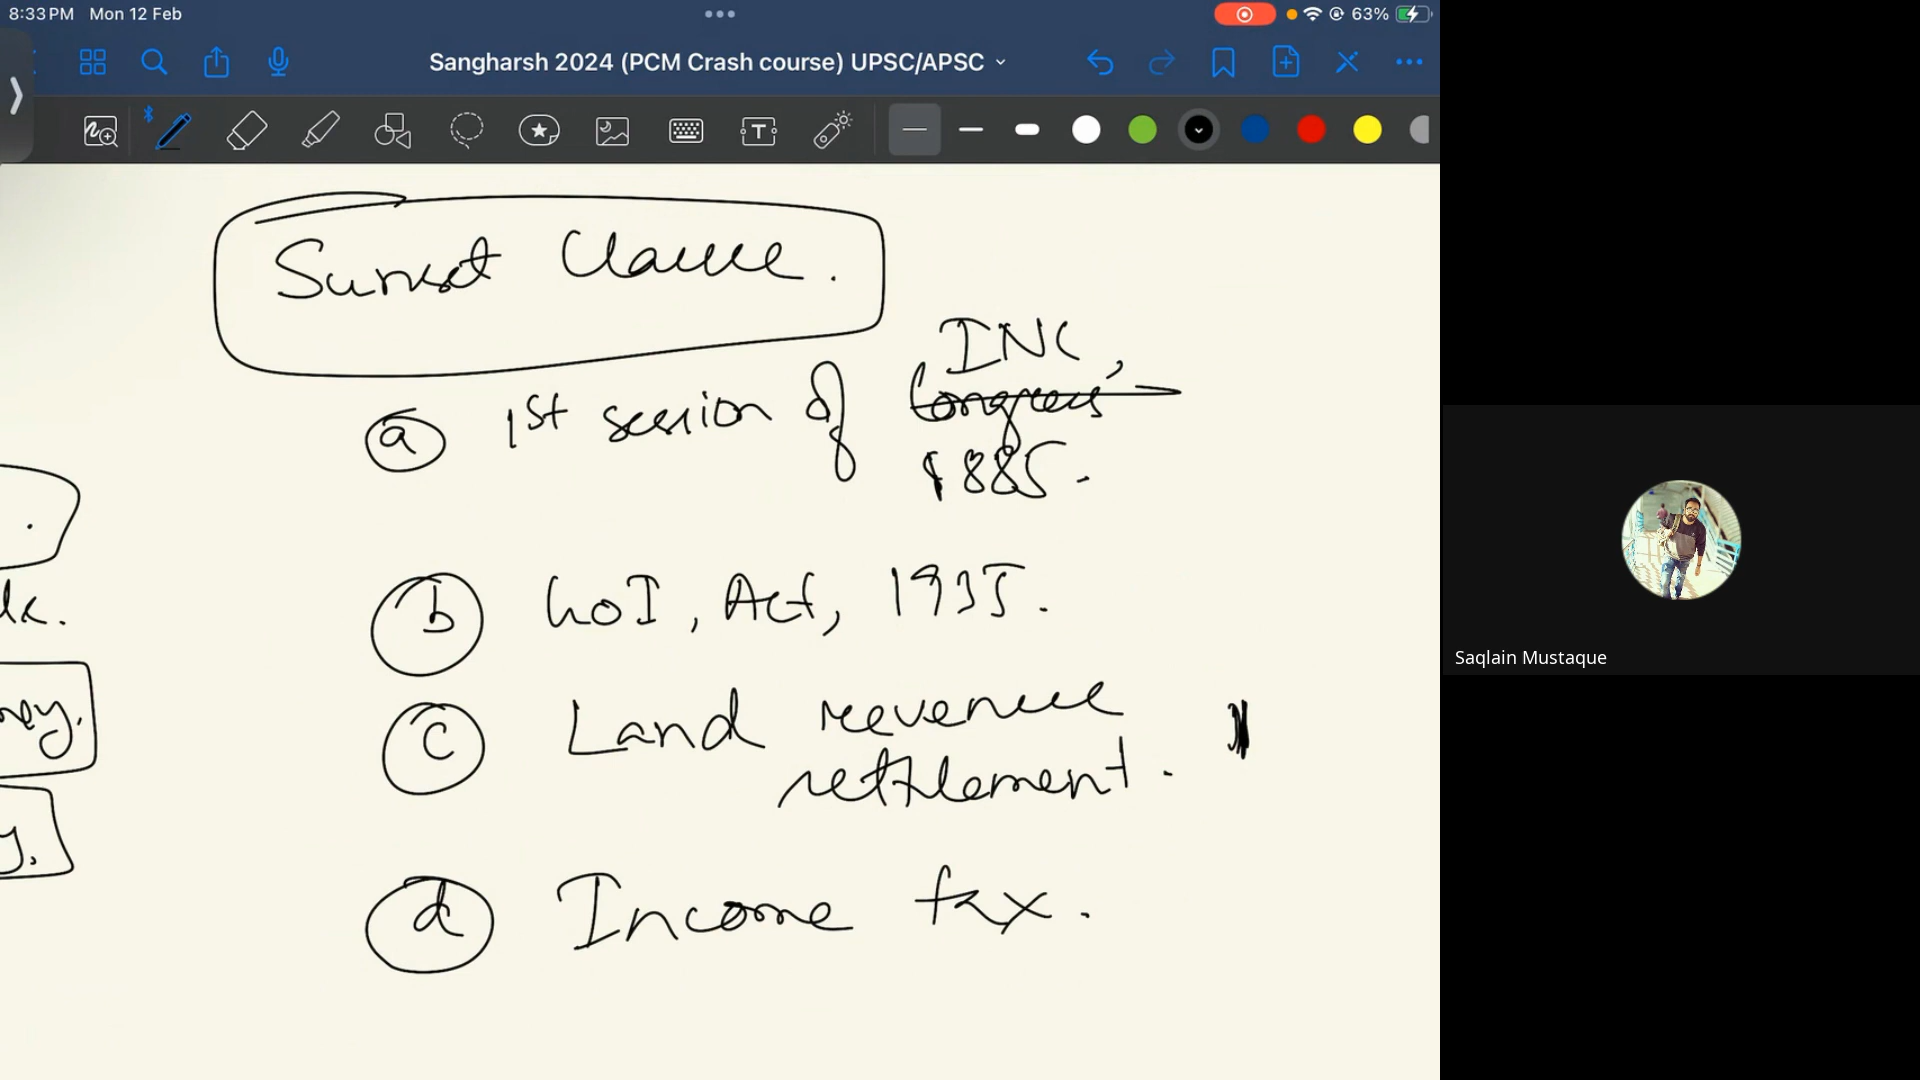 8:33 PM Mon 12 Feb
63%
Sangharsh 2024 (PCM Crash course) UPSC/APSC
Sunset Clause.
INC,
(a) 1st session of Congress
1885.
(b) GoI, Act, 1935.
(c) Land revenue
settlement.
(d) Income tax.
Saqlain Mustaque